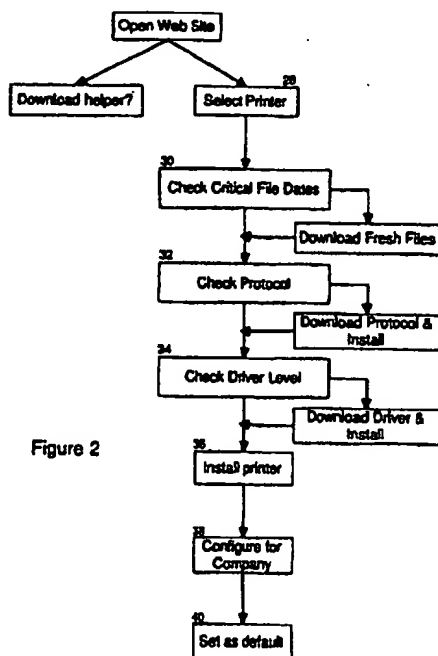 Open Web Site
Download helper?
28
Select Printer
30
Check Critical File Dates
Download Fresh Files
32
Check Protocol
Download Protocol &
Install
34
Check Driver Level
Download Driver &
Install
Figure 2
36
Install printer
38
Configure for
Company
40
Set as default